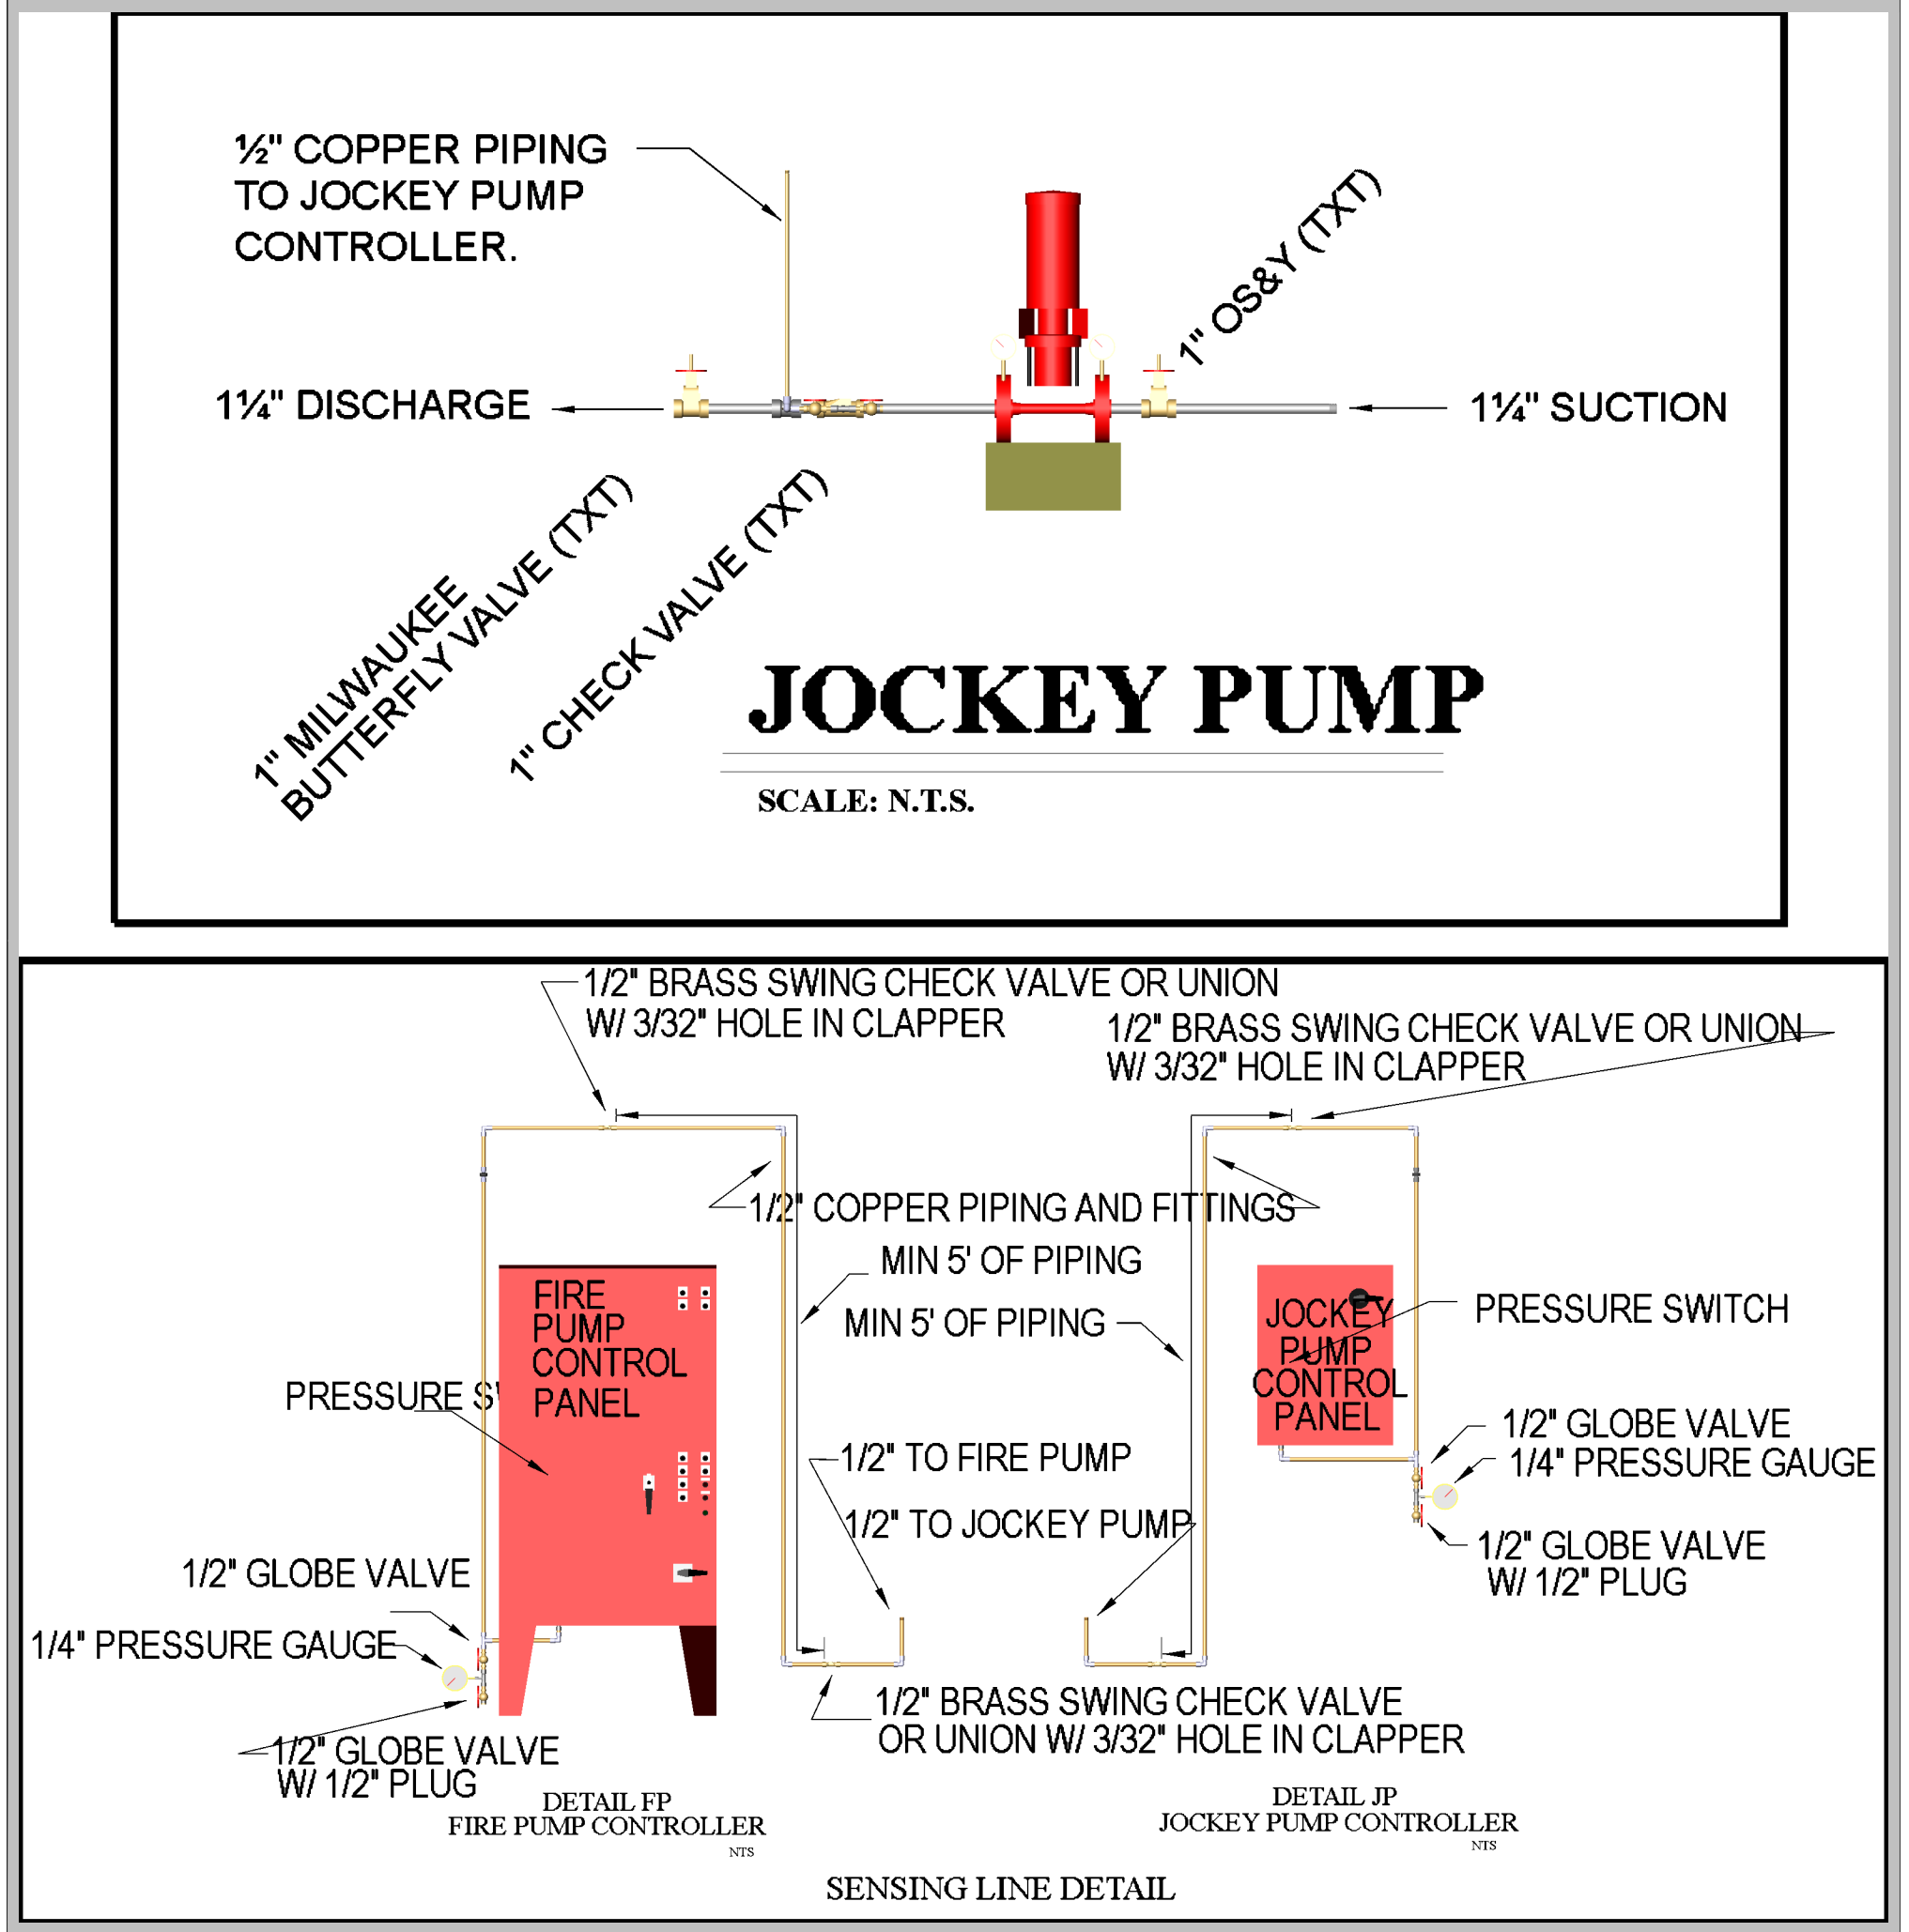 ½" COPPER PIPING
TO JOCKEY PUMP
CONTROLLER.
1" OS&Y (TXT)
1¼" DISCHARGE
1¼" SUCTION
1" MILWAUKEE
BUTTERFLY VALVE (TXT)
1" CHECK VALVE (TXT)
JOCKEY PUMP
SCALE: N.T.S.
1/2" BRASS SWING CHECK VALVE OR UNION
W/ 3/32" HOLE IN CLAPPER
1/2" BRASS SWING CHECK VALVE OR UNION
W/ 3/32" HOLE IN CLAPPER
1/2" COPPER PIPING AND FITTINGS
MIN 5' OF PIPING
MIN 5' OF PIPING
FIRE
PUMP
CONTROL
PANEL
PRESSURE
JOCKEY
PUMP
CONTROL
PANEL
PRESSURE SWITCH
1/2" GLOBE VALVE
1/4" PRESSURE GAUGE
1/2" TO FIRE PUMP
1/2" TO JOCKEY PUMP
1/2" GLOBE VALVE
W/ 1/2" PLUG
1/2" GLOBE VALVE
1/4" PRESSURE GAUGE
1/2" GLOBE VALVE
W/ 1/2" PLUG
1/2" BRASS SWING CHECK VALVE
OR UNION W/ 3/32" HOLE IN CLAPPER
DETAIL FP
FIRE PUMP CONTROLLER
NTS
DETAIL JP
JOCKEY PUMP CONTROLLER
NTS
SENSING LINE DETAIL